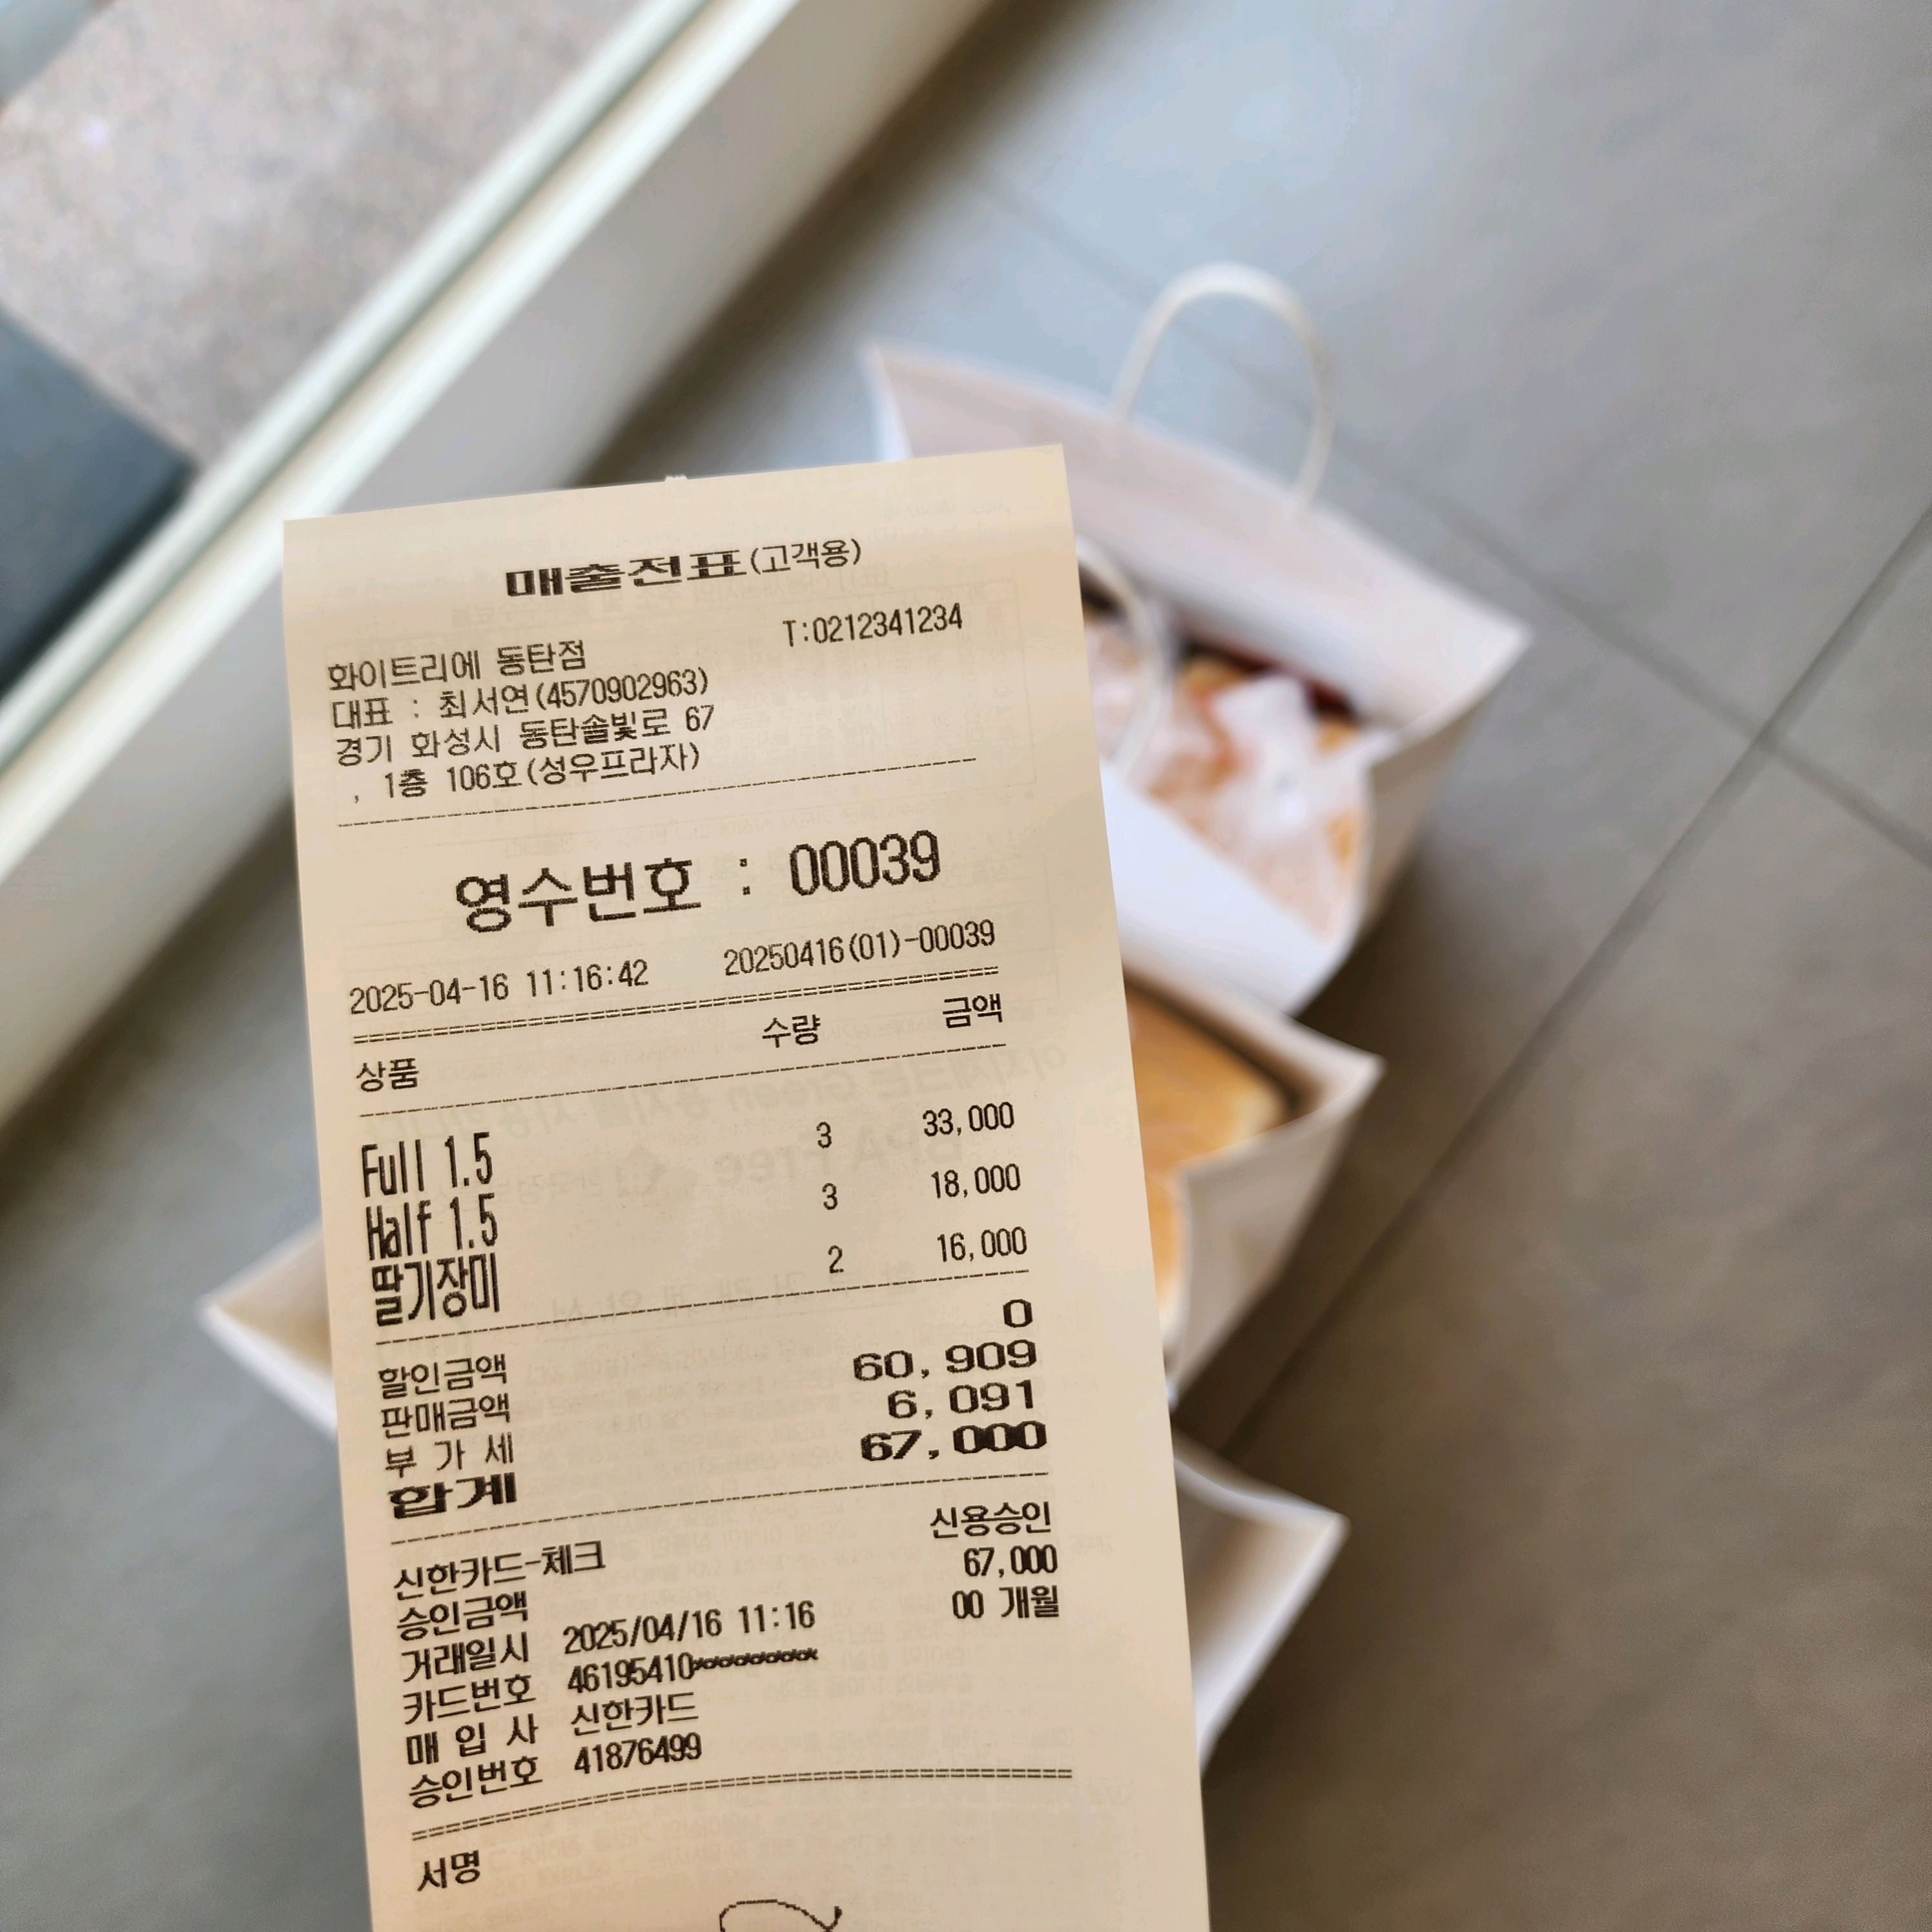 매출전표(고객용)
T:0212341234
화이트리에 동탄점
대표 : 최서연(4570902963)
경기 화성시 동탄솔빛로 67
, 1층 106호(성우프라자)
영수번호 : 00039
2025-04-16 11:16:42 20250416(01)-00039
상품 수량 금액
Full 1.5 3 33,000
Half 1.5 3 18,000
딸기장미 2 16,000
할인금액 0
판매금액 60,909
부 가 세 6,091
합계 67,000
신한카드-체크 신용승인
승인금액 67,000
거래일시 2025/04/16 11:16 00 개월
카드번호 46195410********
매 입 사 신한카드
승인번호 41876499
서명